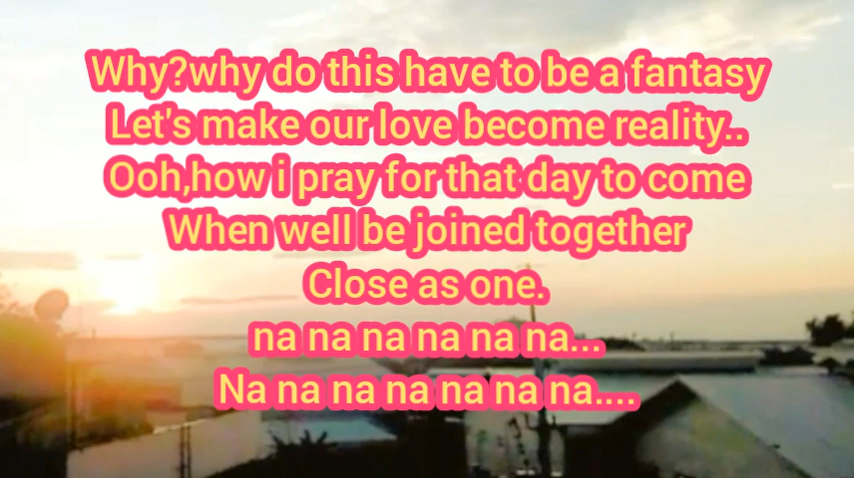 Why?why do this have to be a fantasy
Let's make our love become reality..
Ooh,how i pray for that day to come
When well be joined together
Close as one.
na na na na na na...
Na na na na na na na....